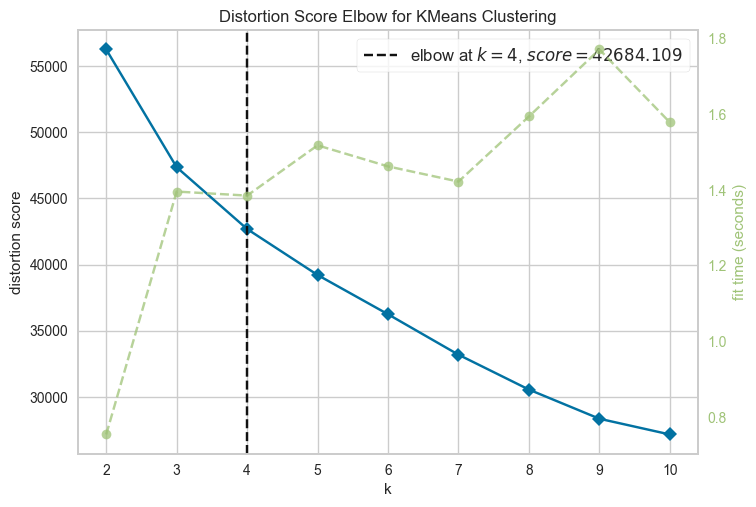 Distortion Score Elbow for KMeans Clustering
elbow at k = 4, score = 42684.109
distortion score
55000
50000
45000
40000
35000
30000
2 3 4 5 6 7 8 9 10
k
1.8
1.6
1.4
1.2
1.0
0.8
fit time (seconds)